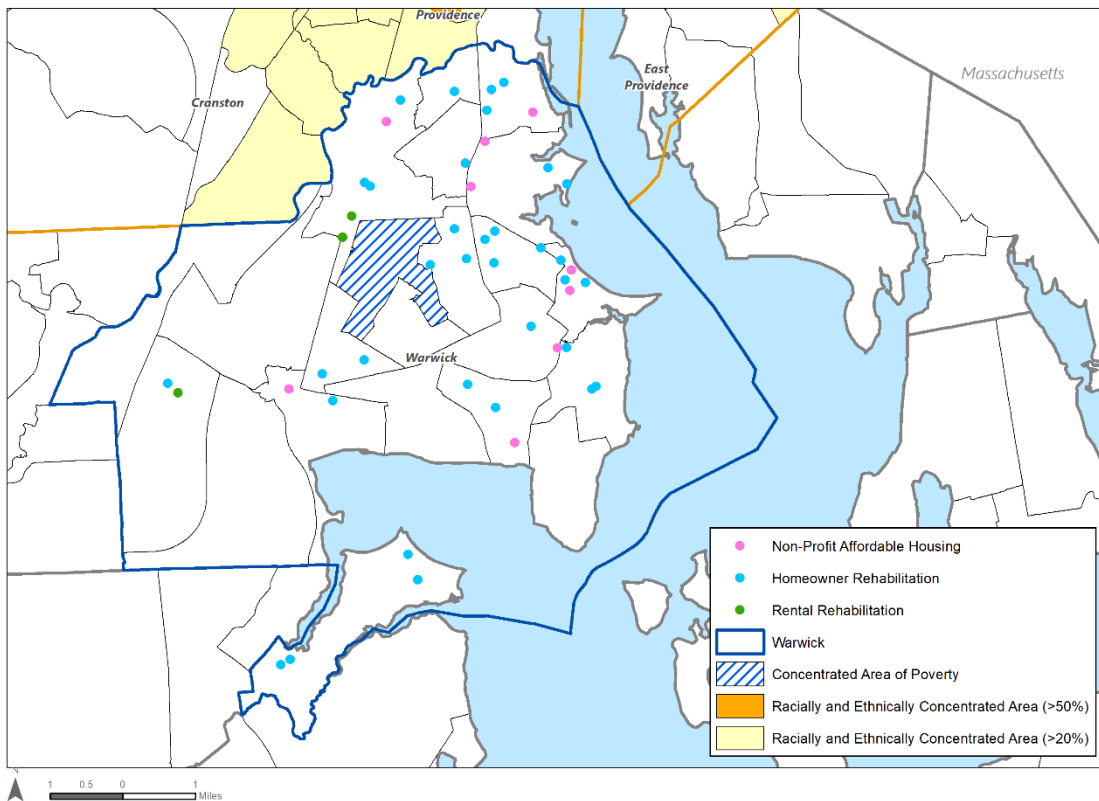 Providence
Cranston
East
Providence
Massachusetts
Warwick
Non-Profit Affordable Housing
Homeowner Rehabilitation
Rental Rehabilitation
Warwick
Concentrated Area of Poverty
Racially and Ethnically Concentrated Area (>50%)
Racially and Ethnically Concentrated Area (>20%)
N
1 0.5 0 1
Miles